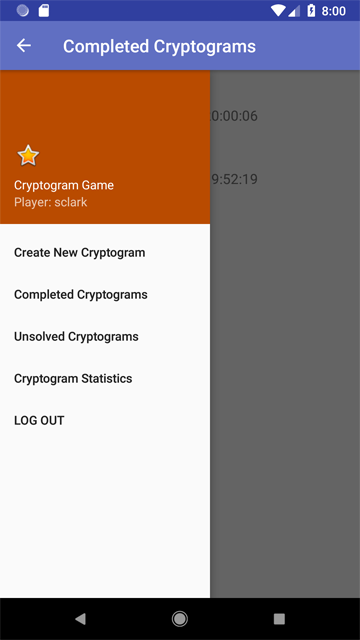 8:00
Completed Cryptograms
0:00:06
9:52:19
Cryptogram Game
Player: sclark
Create New Cryptogram
Completed Cryptograms
Unsolved Cryptograms
Cryptogram Statistics
LOG OUT